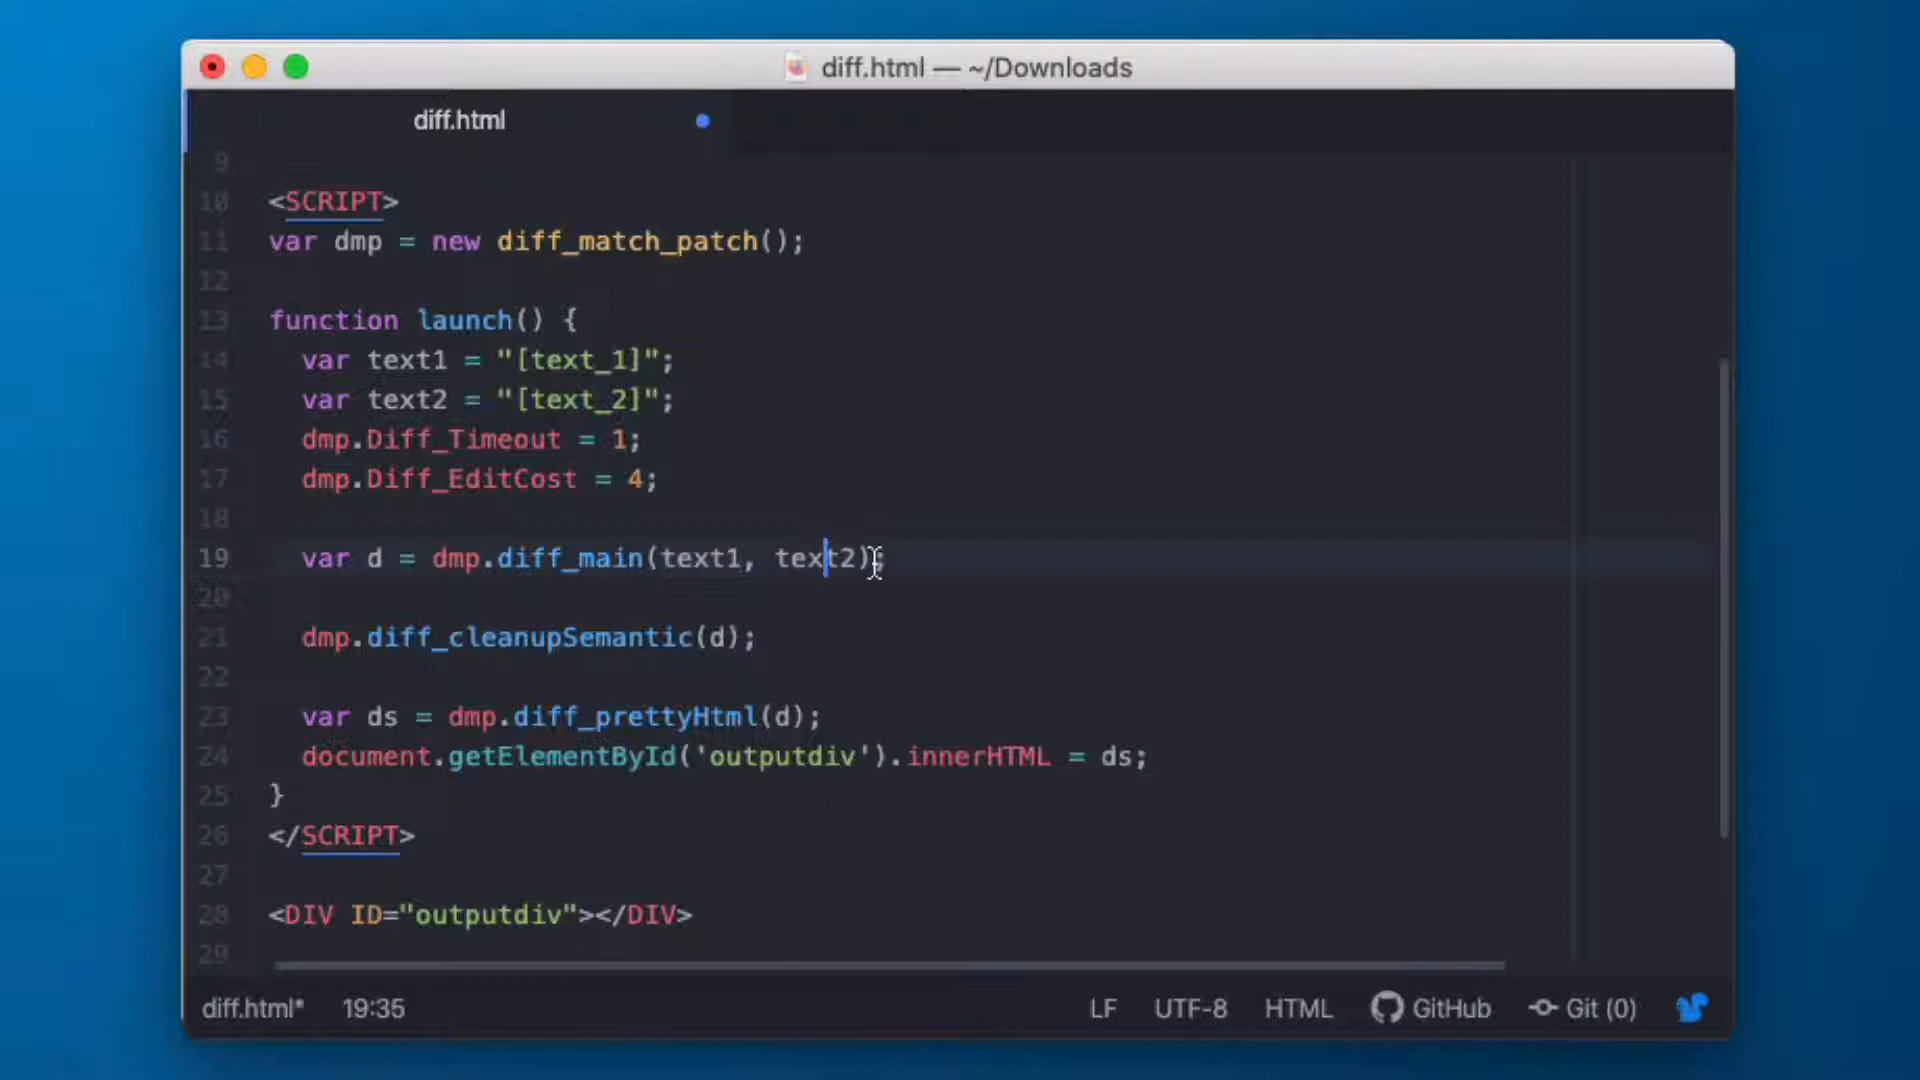 diff.html — ~/Downloads
diff.html
9
10 <SCRIPT>
11 var dmp = new diff_match_patch();
12
13 function launch() {
14 var text1 = "[text_1]";
15 var text2 = "[text_2]";
16 dmp.Diff_Timeout = 1;
17 dmp.Diff_EditCost = 4;
18
19 var d = dmp.diff_main(text1, text2);
20
21 dmp.diff_cleanupSemantic(d);
22
23 var ds = dmp.diff_prettyHtml(d);
24 document.getElementById('outputdiv').innerHTML = ds;
25 }
26 </SCRIPT>
27
28 <DIV ID="outputdiv"></DIV>
29
diff.html* 19:35 LF UTF-8 HTML GitHub Git (0)